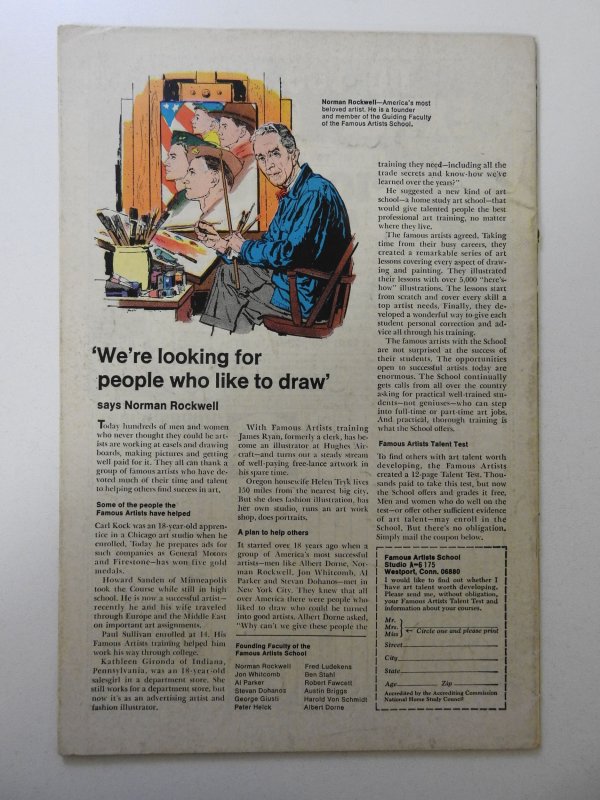 Norman Rockwell—America's most
beloved artist. He is a founder
and member of the Guiding Faculty
of the Famous Artists School.
'We're looking for
people who like to draw'
says Norman Rockwell
Today hundreds of men and women
who never thought they could be art-
ists are working at easels and drawing
boards, making pictures and getting
well paid for it. They all can thank a
group of famous artists who have de-
voted much of their time and talent
to helping others find success in art.
Some of the people the
Famous Artists have helped
Carl Kock was an 18-year-old appren-
tice in a Chicago art studio when he
enrolled. Today he prepares ads for
such companies as General Motors
and Firestone—has won five gold
medals.
Howard Sanden of Minneapolis
took the Course while still in high
school. He is now a successful artist—
recently he and his wife traveled
through Europe and the Middle East
on important art assignments.
Paul Sullivan enrolled at 14. His
Famous Artists training helped him
work his way through college.
Kathleen Gironda of Indiana,
Pennsylvania, was an 18-year-old
salesgirl in a department store. She
still works for a department store, but
now it's as an advertising artist and
fashion illustrator.
With Famous Artists training
James Ryan, formerly a clerk, has be-
come an illustrator at Hughes Air-
craft—and turns out a steady stream
of well-paying free-lance artwork in
his spare time.
Oregon housewife Helen Tryk lives
150 miles from the nearest big city.
But she does fashion illustration, has
her own studio, runs an art work
shop, does portraits.
A plan to help others
It started over 18 years ago when a
group of America's most successful
artists—men like Albert Dorne, Nor-
man Rockwell, Jon Whitcomb, Al
Parker and Stevan Dohanos—met in
New York City. They knew that all
over America there were people who
liked to draw who could be turned
into good artists. Albert Dorne asked,
"Why can't we give these people the
Founding Faculty of the
Famous Artists School
Norman Rockwell
Jon Whitcomb
Al Parker
Stevan Dohanos
George Giusti
Peter Helck
Fred Ludekens
Ben Stahl
Robert Fawcett
Austin Briggs
Harold Von Schmidt
Albert Dorne
training they need—including all the
trade secrets and know-how we've
learned over the years?"
He suggested a new kind of art
school—a home study art school—that
would give talented people the best
professional art training, no matter
where they live.
The famous artists agreed. Taking
time from their busy careers, they
created a remarkable series of art
lessons covering every aspect of draw-
ing and painting. They illustrated
their lessons with over 5,000 "here's-
how" illustrations. The lessons start
from scratch and cover every skill a
top artist needs. Finally, they de-
veloped a wonderful way to give each
student personal correction and ad-
vice all through his training.
The famous artists with the School
are not surprised at the success of
their students. The opportunities
open to successful artists today are
enormous. The School continually
gets calls from all over the country
asking for practical well-trained stu-
dents—not geniuses—who can step
into full-time or part-time art jobs.
And practical, thorough training is
what the School offers.
Famous Artists Talent Test
To find others with art talent worth
developing, the Famous Artists
created a 12-page Talent Test. Thou-
sands paid to take this test, but now
the School offers and grades it free.
Men and women who do well on the
test—or offer other sufficient evidence
of art talent—may enroll in the
School. But there's no obligation.
Simply mail the coupon below.
Famous Artists School
Studio A-6175
Westport, Conn. 06880
I would like to find out whether I
have art talent worth developing.
Please send me, without obligation,
your Famous Artists Talent Test and
information about your courses.
Mr.
Mrs.
Miss
← Circle one and please print
Street
City
State
Age Zip
Accredited by the Accrediting Commission
National Home Study Council